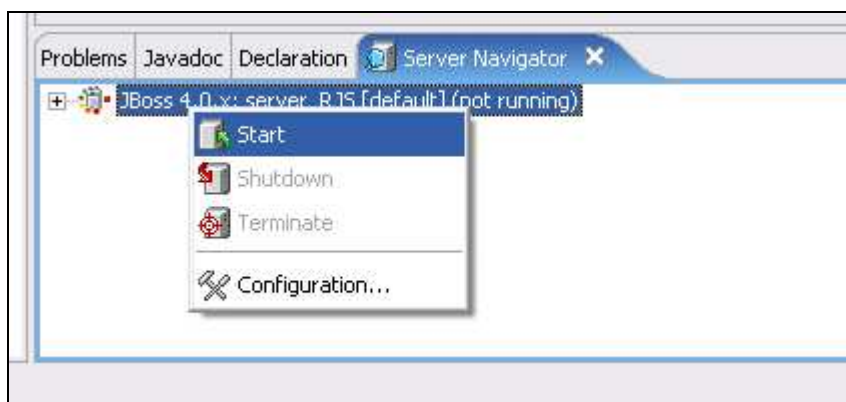 Problems Javadoc Declaration Server Navigator
JBoss 4.0.x: server_RJS [default] (not running)
Start
Shutdown
Terminate
Configuration...